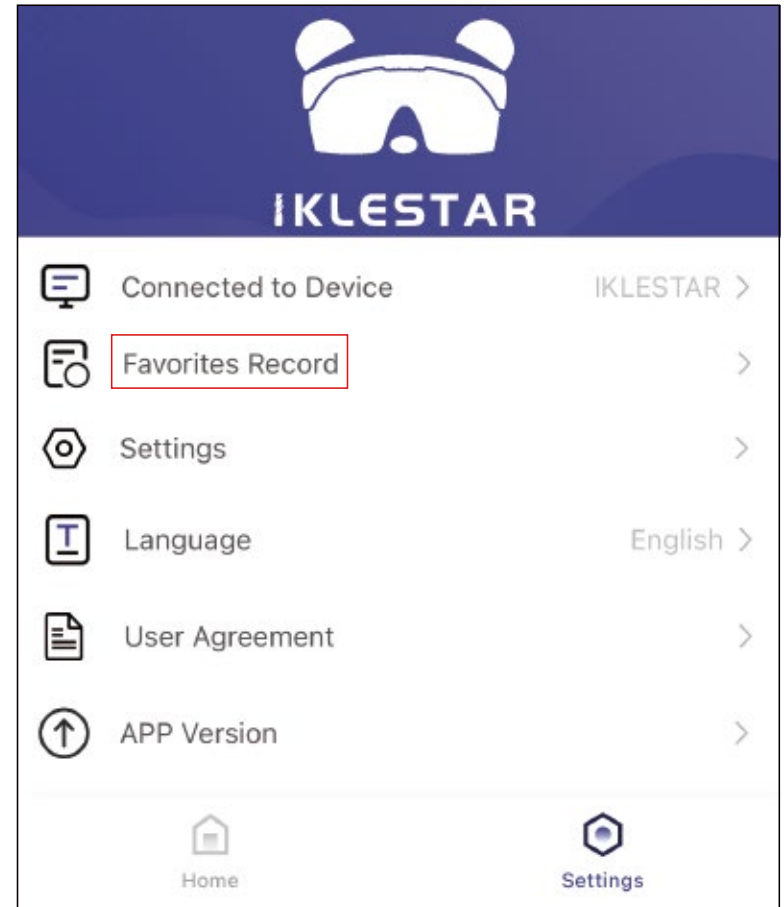 IKLESTAR
Connected to Device IKLESTAR >
Favorites Record >
Settings >
T Language English >
User Agreement >
APP Version >
Home Settings